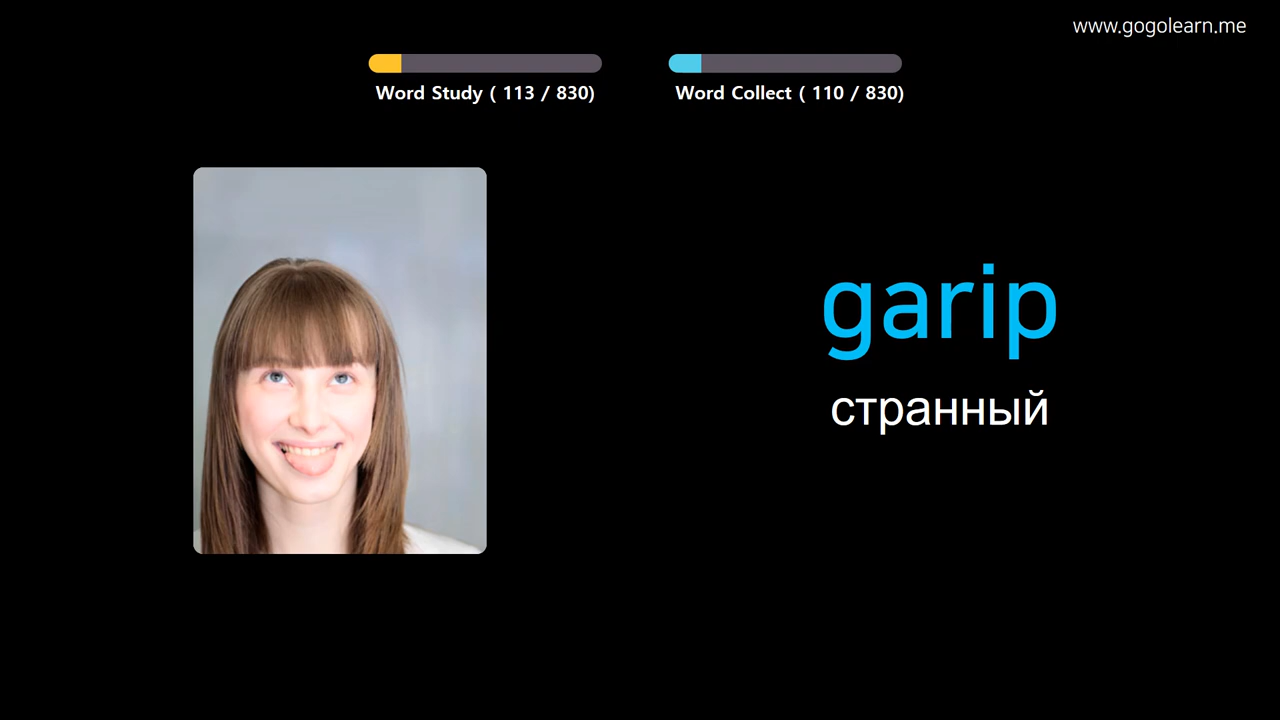 www.gogolearn.me
Word Study ( 113 / 830)
Word Collect ( 110 / 830)
garip
странный